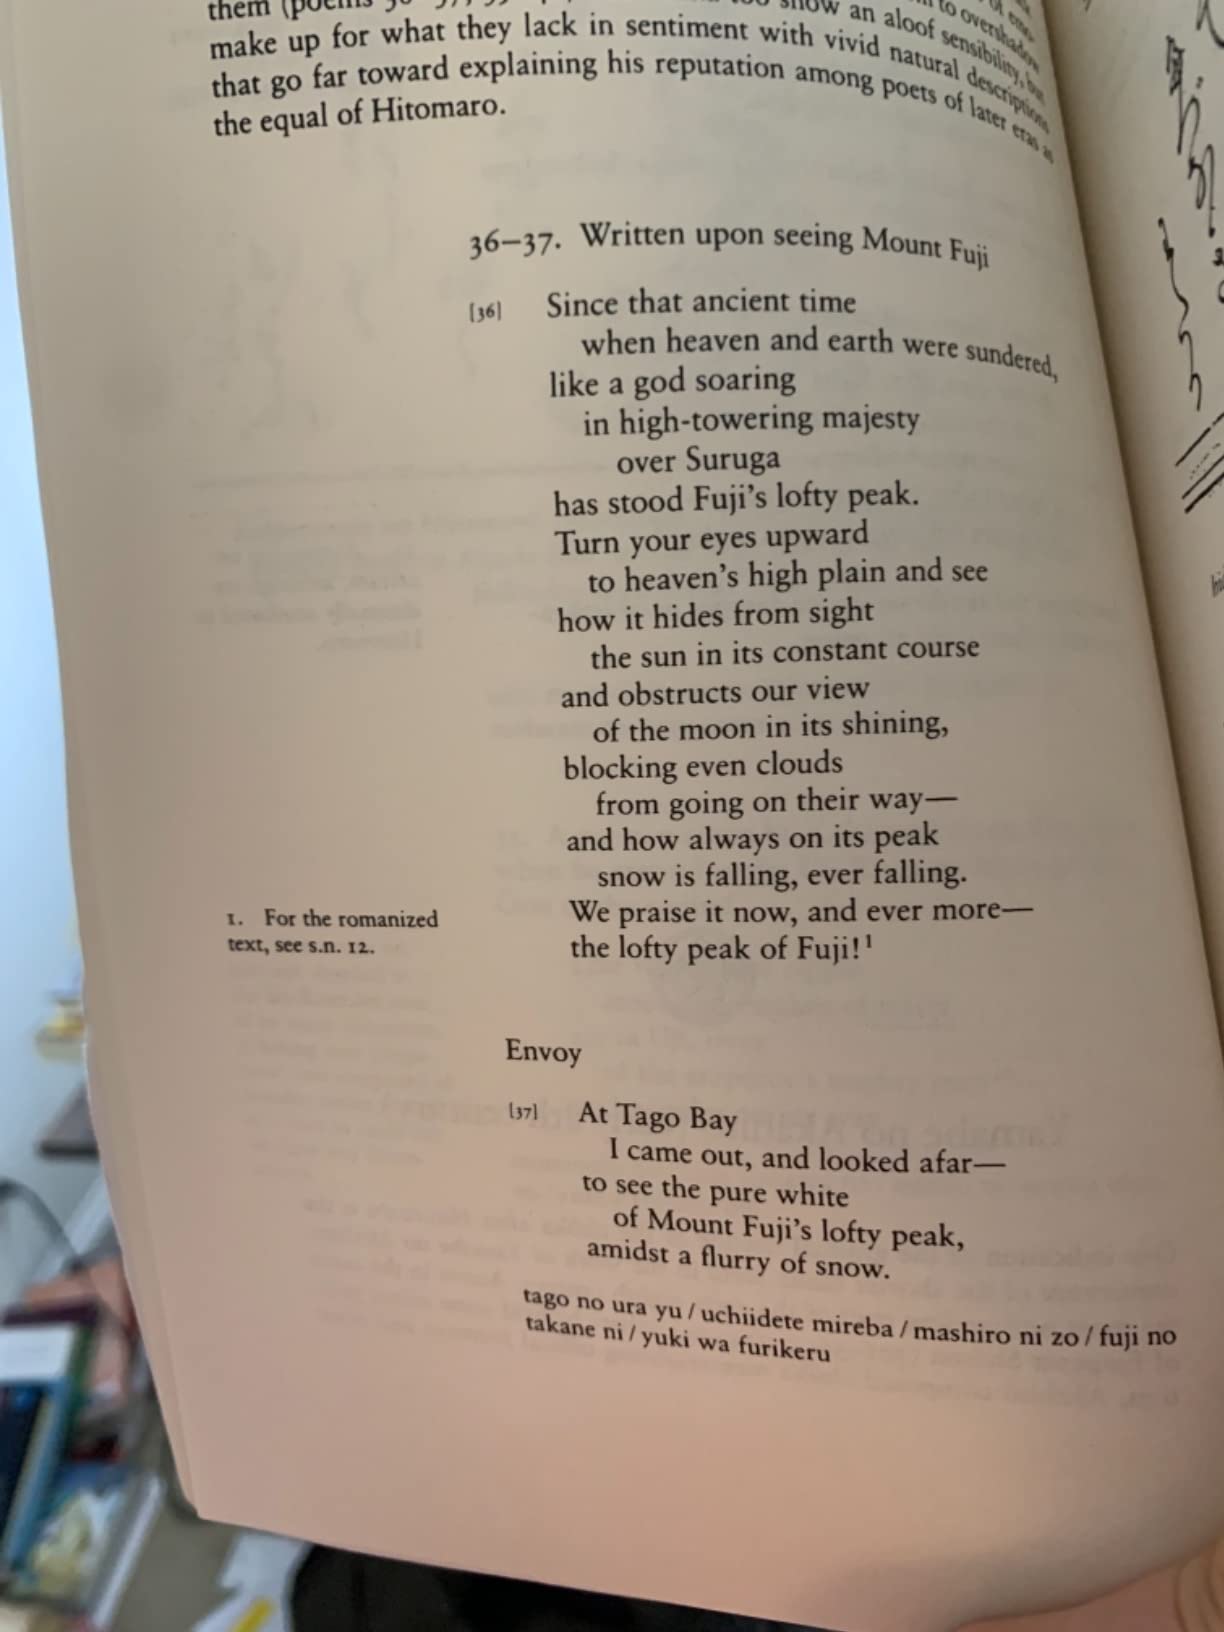 them (poems
show an aloof sensibility, but
to overshadow
make up for what they lack in sentiment with vivid natural descriptions
that go far toward explaining his reputation among poets of later eras as
the equal of Hitomaro.
36–37. Written upon seeing Mount Fuji
[36] Since that ancient time
when heaven and earth were sundered,
like a god soaring
in high-towering majesty
over Suruga
has stood Fuji's lofty peak.
Turn your eyes upward
to heaven's high plain and see
how it hides from sight
the sun in its constant course
and obstructs our view
of the moon in its shining,
blocking even clouds
from going on their way—
and how always on its peak
snow is falling, ever falling.
We praise it now, and ever more—
the lofty peak of Fuji!¹
1. For the romanized
text, see s.n. 12.
Envoy
[37] At Tago Bay
I came out, and looked afar—
to see the pure white
of Mount Fuji's lofty peak,
amidst a flurry of snow.
tago no ura yu / uchiidete mireba / mashiro ni zo / fuji no
takane ni / yuki wa furikeru